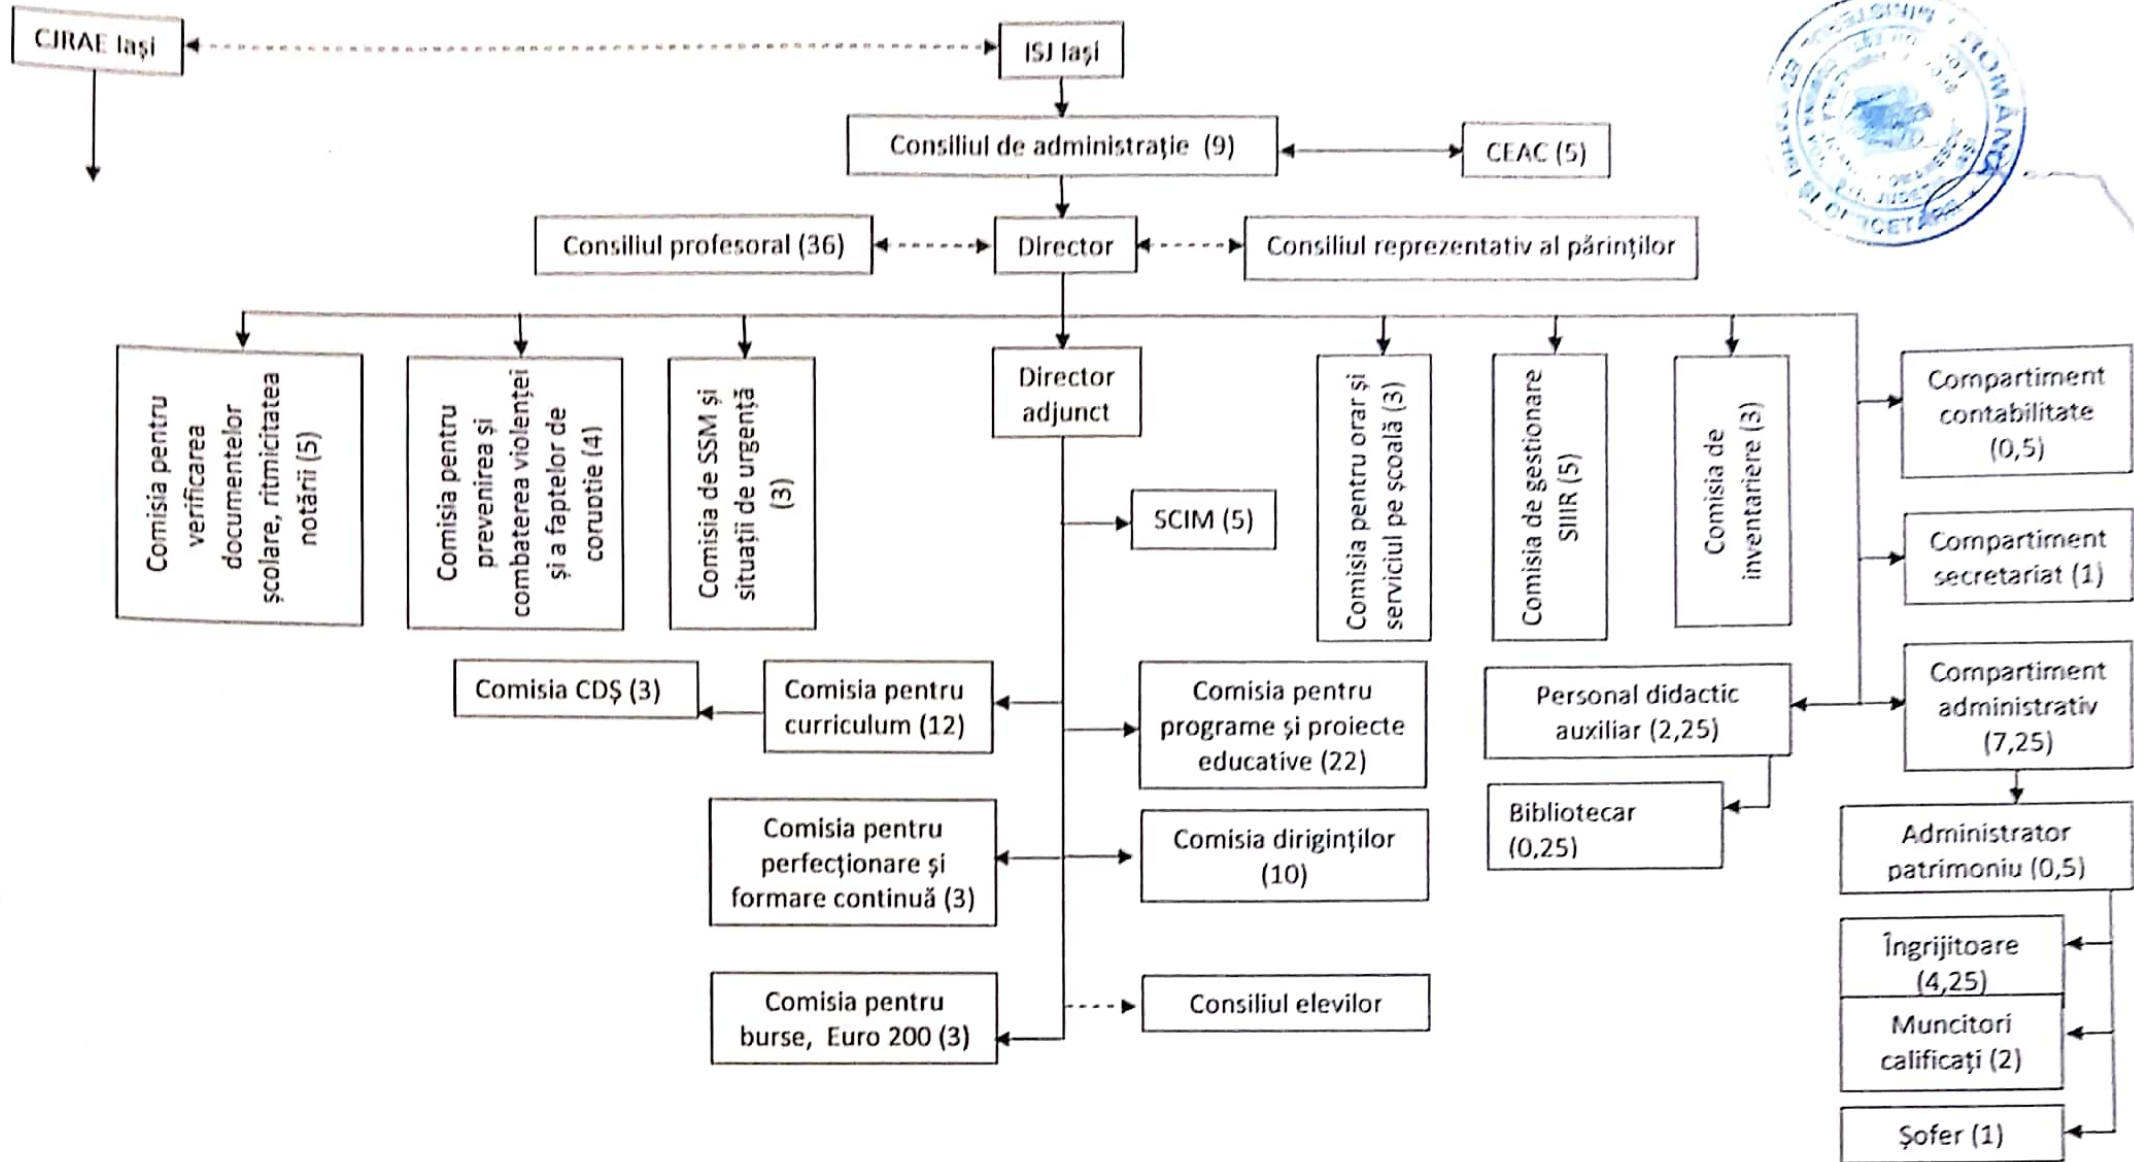 CJRAE Iași
ISJ Iași
Consiliul de administrație (9)
CEAC (5)
Consiliul profesoral (36)
Director
Consiliul reprezentativ al părinților
Comisia pentru
verificarea
documentelor
școlare, ritmicitatea
notării (5)
Comisia pentru
prevenirea și
combaterea violenței
și a faptelor de
corupție (4)
Comisia de SSM și
situații de urgență
(3)
Director
adjunct
Comisia pentru orar și
serviciul pe școală (3)
Comisia de gestionare
SIIIR (5)
Comisia de
inventariere (3)
Compartiment
contabilitate
(0,5)
SCIM (5)
Compartiment
secretariat (1)
Comisia CDȘ (3)
Comisia pentru
curriculum (12)
Comisia pentru
programe și proiecte
educative (22)
Personal didactic
auxiliar (2,25)
Compartiment
administrativ
(7,25)
Comisia pentru
perfecționare și
formare continuă (3)
Comisia diriginților
(10)
Bibliotecar
(0,25)
Administrator
patrimoniu (0,5)
Îngrijitoare
(4,25)
Comisia pentru
burse, Euro 200 (3)
Consiliul elevilor
Muncitori
calificați (2)
Șofer (1)
ROMÂNIA